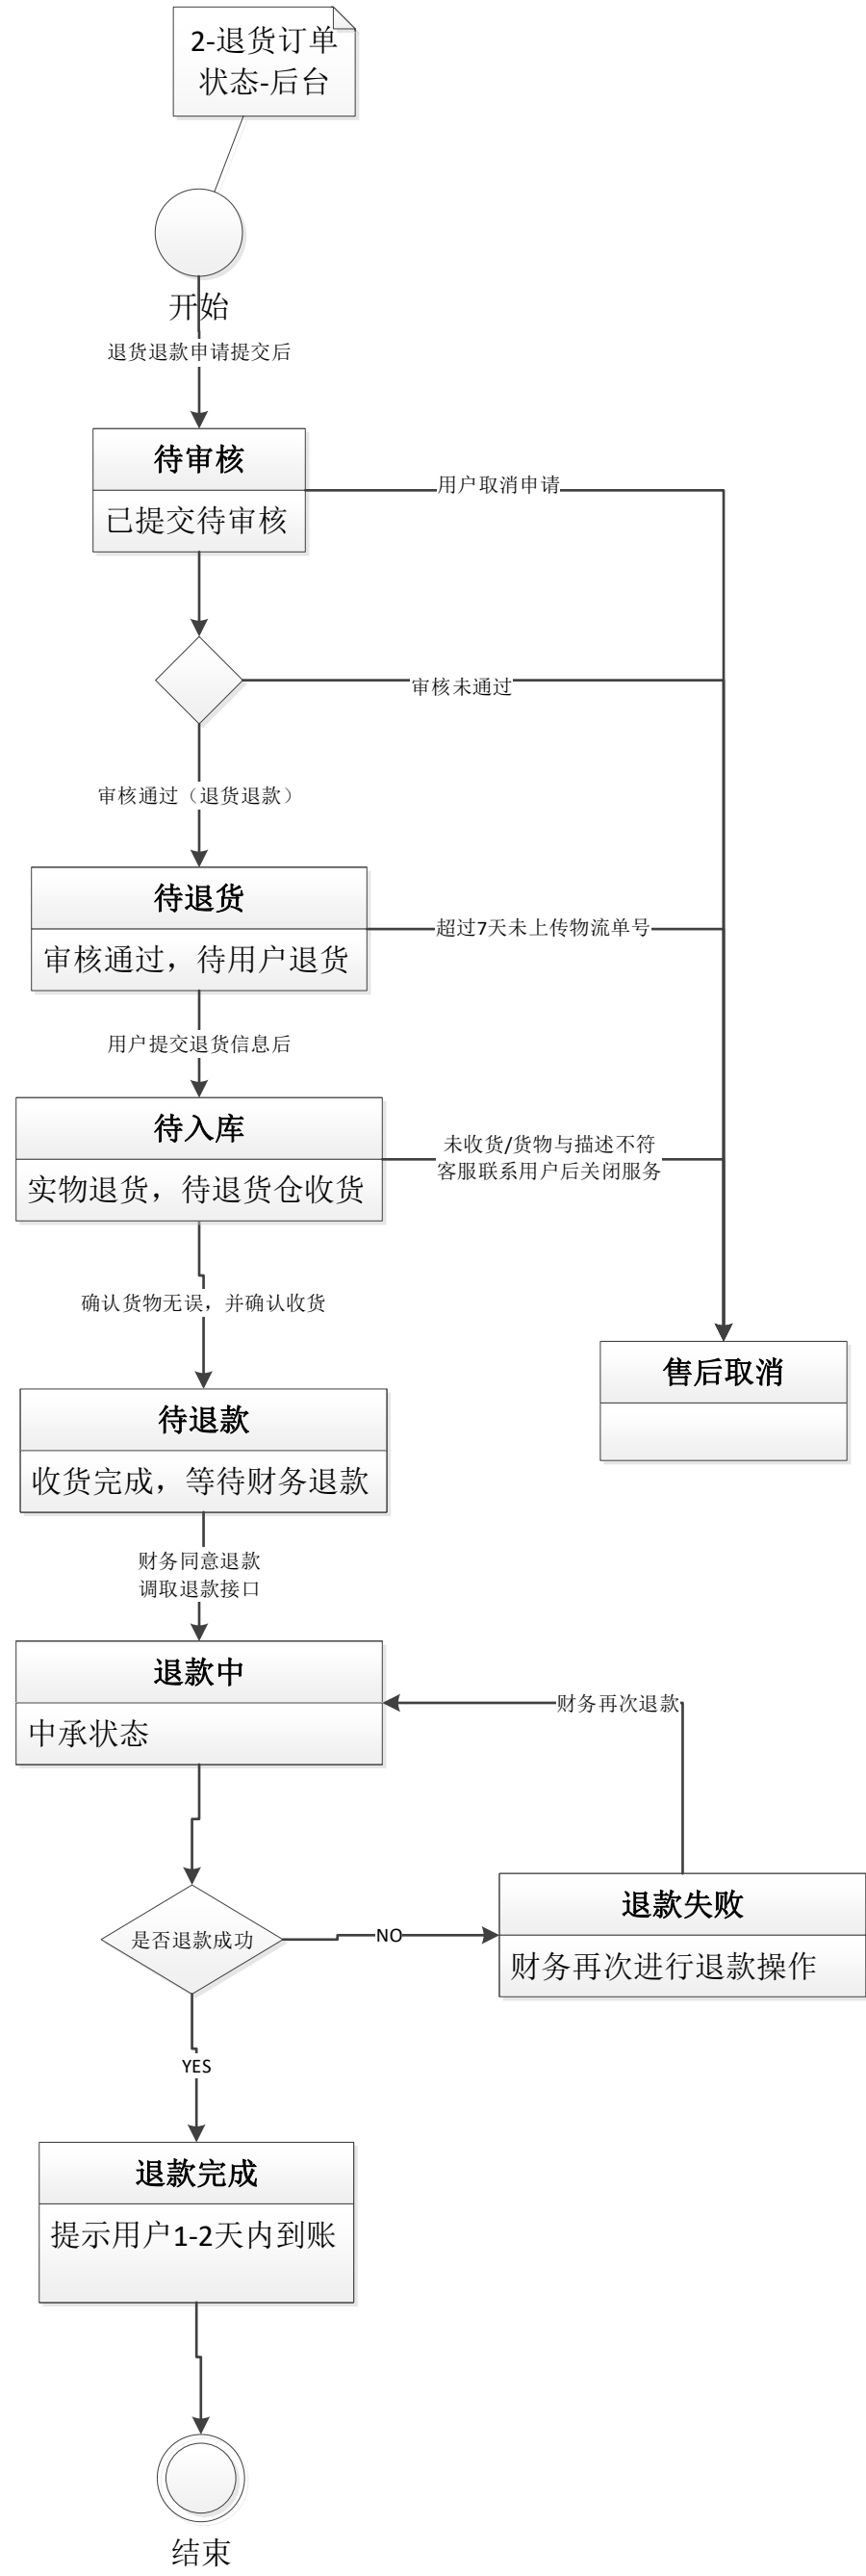 2-退货订单
状态-后台
开始
退货退款申请提交后
待审核
已提交待审核
用户取消申请
审核未通过
审核通过（退货退款）
待退货
审核通过，待用户退货
超过7天未上传物流单号
用户提交退货信息后
待入库
实物退货，待退货仓收货
未收货/货物与描述不符
客服联系用户后关闭服务
确认货物无误，并确认收货
售后取消
待退款
收货完成，等待财务退款
财务同意退款
调取退款接口
退款中
中承状态
财务再次退款
是否退款成功
NO
退款失败
财务再次进行退款操作
YES
退款完成
提示用户1-2天内到账
结束